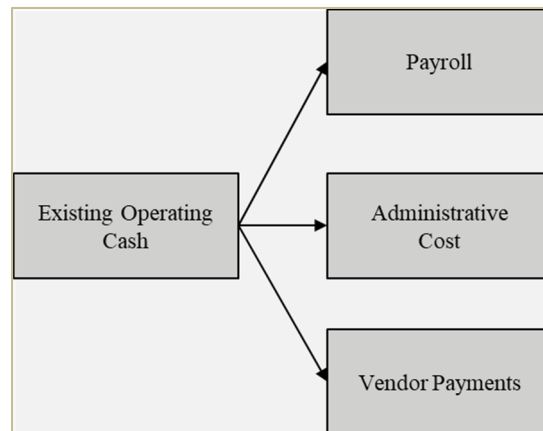 Payroll
Existing Operating
Cash
Administrative
Cost
Vendor Payments